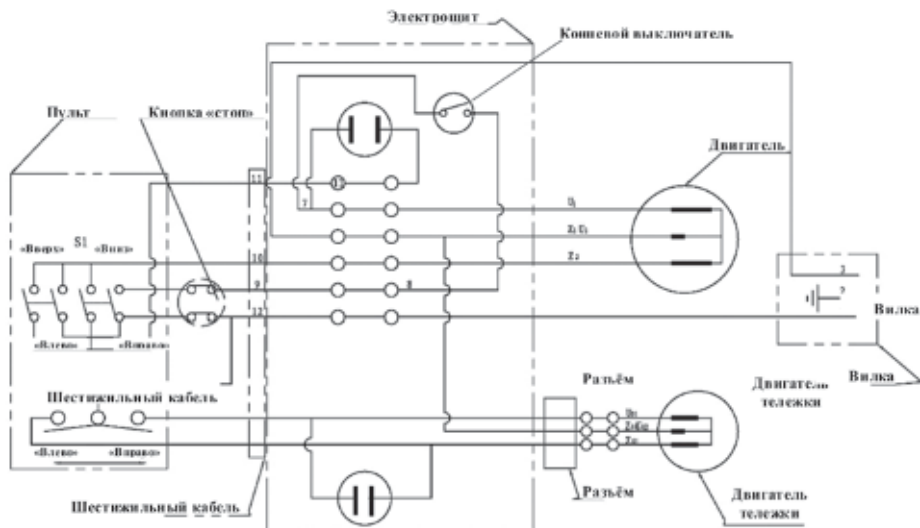 Электрощит
Концевой выключатель
Пульт
Кнопка «стоп»
Двигатель
11
7
U1
Z1 U2
«Вверх»
S1
«Вниз»
10
Z2
9
8
12
Вилка
«Влево»
«Вправо»
Разъём
Двигатель
тележки
Вилка
Шестижильный кабель
«Влево»
«Вправо»
Шестижильный кабель
Разъём
Двигатель
тележки